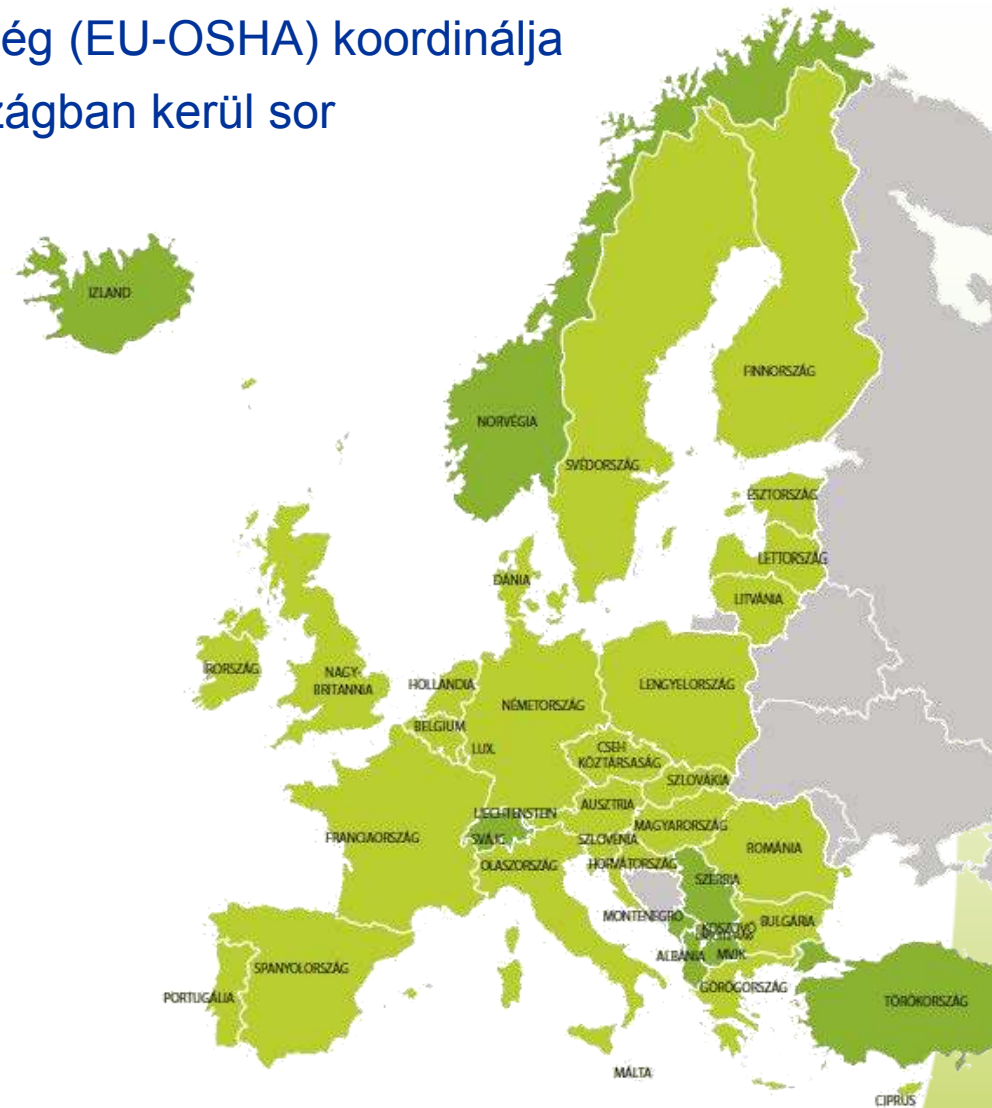 ég (EU-OSHA) koordinálja
zágban kerül sor
IZLAND
NORVÉGIA
FINNORSZÁG
SVÉDORSZÁG
ÉSZTORSZÁG
LETTORSZÁG
LITVÁNIA
DÁNIA
ÍRORSZÁG
NAGY-
BRITANNIA
HOLLANDIA
NÉMETORSZÁG
LENGYELORSZÁG
BELGIUM
LUX.
CSEH
KÖZTÁRSASÁG
SZLOVÁKIA
LIECHTENSTEIN
AUSZTRIA
MAGYARORSZÁG
FRANCIAORSZÁG
SVÁJC
SZLOVÉNIA
ROMÁNIA
OLASZORSZÁG
HORVÁTORSZÁG
SZERBIA
MONTENEGRÓ
KOSZOVÓ
BULGÁRIA
ALBÁNIA
MVJK
SPANYOLORSZÁG
GÖRÖGORSZÁG
PORTUGÁLIA
TÖRÖKORSZÁG
MÁLTA
CIPRUS